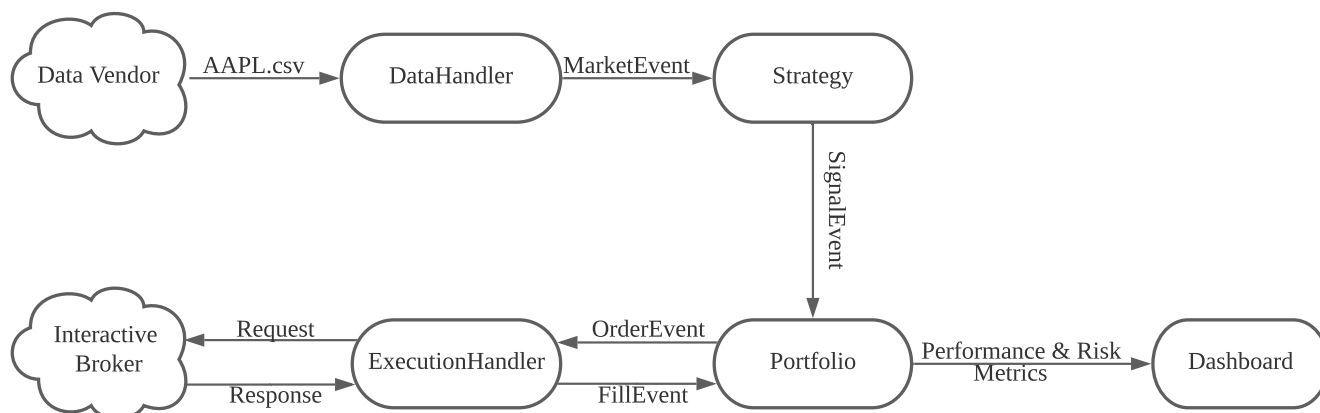 Data Vendor
AAPL.csv
DataHandler
MarketEvent
Strategy
SignalEvent
Interactive
Broker
Request
Response
ExecutionHandler
OrderEvent
FillEvent
Portfolio
Performance & Risk
Metrics
Dashboard